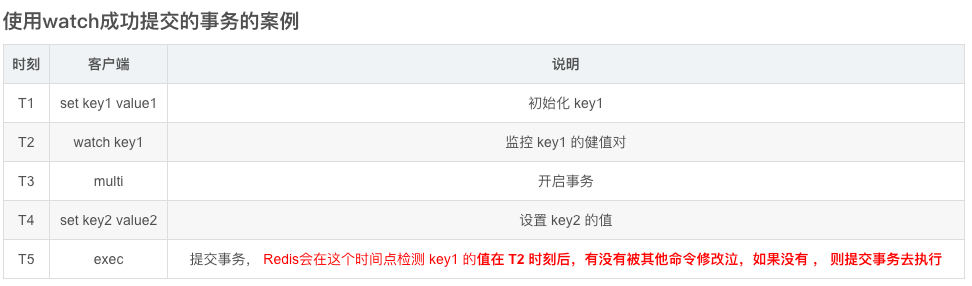 使用watch成功提交的事务的案例
时刻 客户端 说明
T1 set key1 value1 初始化 key1
T2 watch key1 监控 key1 的健值对
T3 multi 开启事务
T4 set key2 value2 设置 key2 的值
T5 exec 提交事务， Redis会在这个时间点检测 key1 的值在 T2 时刻后，有没有被其他命令修改泣，如果没有 ， 则提交事务去执行